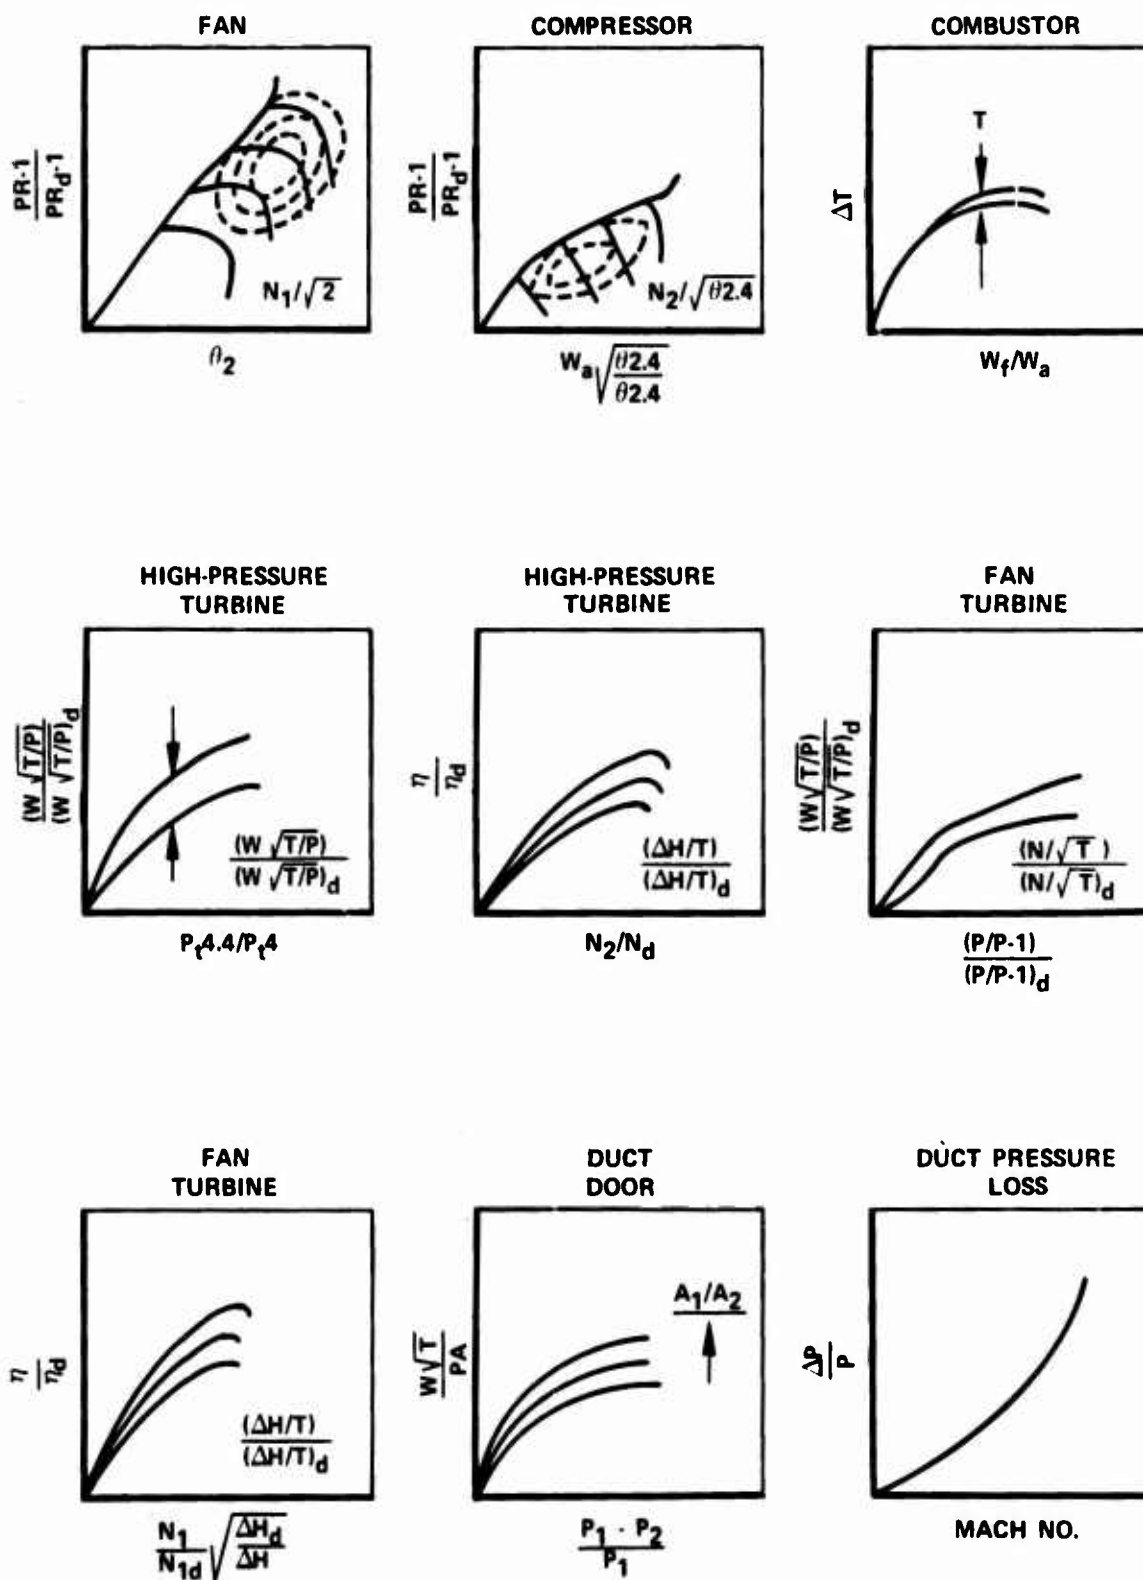 FAN
PR-1
PRd-1
N1/√2
θ2
COMPRESSOR
PR-1
PRd-1
N2/√θ2.4
Wa√θ2.4
θ2.4
COMBUSTOR
T
ΔT
Wf/Wa
HIGH-PRESSURE
TURBINE
(W √T/P)
(W √T/P)d
(W √T/P)
(W √T/P)d
Pt4.4/Pt4
HIGH-PRESSURE
TURBINE
η
ηd
(ΔH/T)
(ΔH/T)d
N2/Nd
FAN
TURBINE
(W√T/P)
(W√T/P)d
(N/√T)
(N/√T)d
(P/P-1)
(P/P-1)d
FAN
TURBINE
η
ηd
(ΔH/T)
(ΔH/T)d
N1
N1d
√ΔHd
ΔH
DUCT
DOOR
W√T
PA
A1/A2
P1 - P2
P1
DUCT PRESSURE
LOSS
ΔP
P
MACH NO.